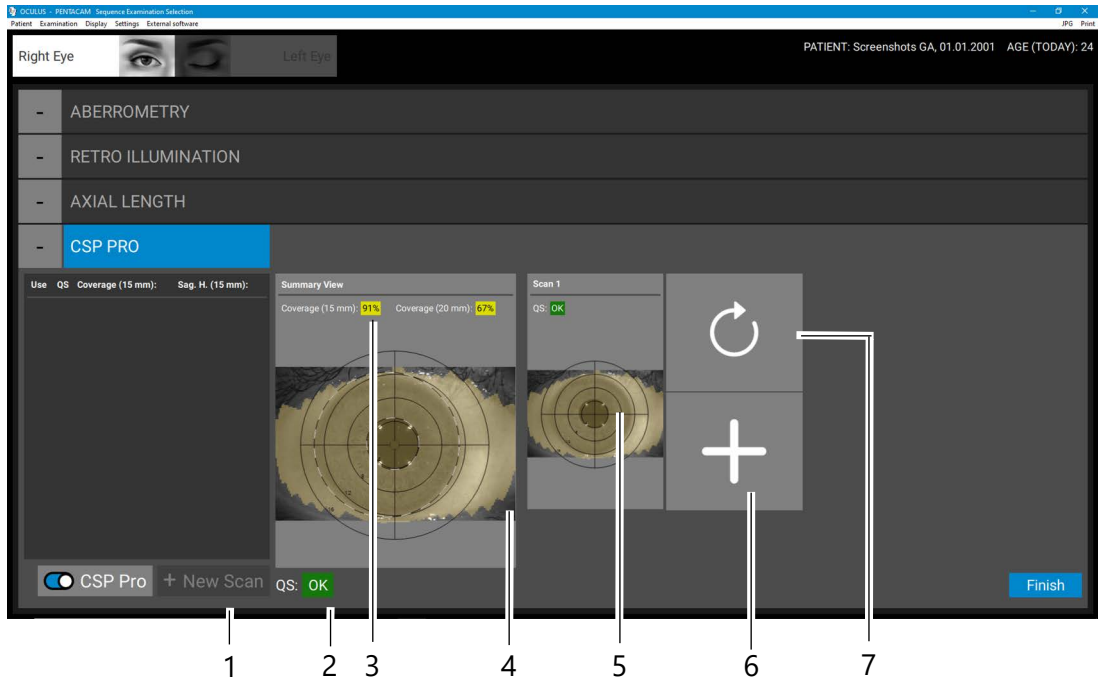 OCULUS - PENTACAM Sequence Examination Selection
Patient Examination Display Settings External software JPG Print
Right Eye Left Eye PATIENT: Screenshots GA, 01.01.2001 AGE (TODAY): 24
- ABERROMETRY
- RETRO ILLUMINATION
- AXIAL LENGTH
- CSP PRO
Use QS Coverage (15 mm): Sag. H. (15 mm):
Summary View
Coverage (15 mm): 91% Coverage (20 mm): 67%
Scan 1
QS: OK
CSP Pro + New Scan QS: OK Finish
1 2 3 4 5 6 7